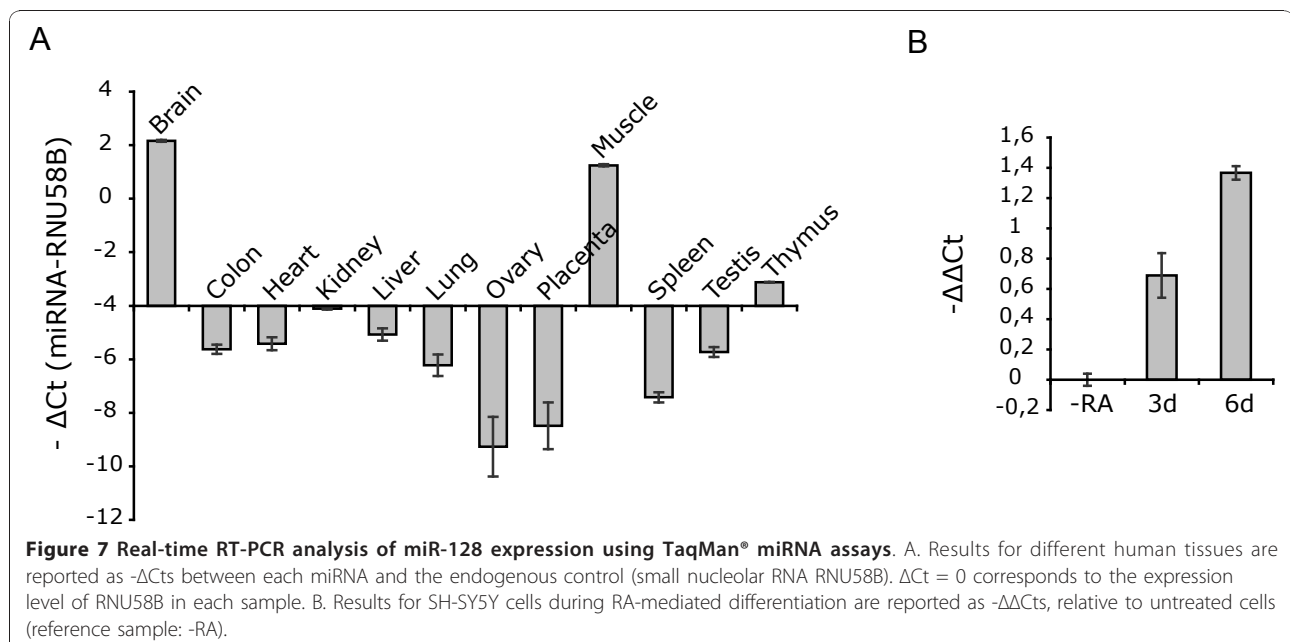 A
- ΔCt (miRNA-RNU58B)
4
2
0
-2
-4
-6
-8
-10
-12
Brain
Colon
Heart
Kidney
Liver
Lung
Ovary
Placenta
Muscle
Spleen
Testis
Thymus
B
-ΔΔCt
1,6
1,4
1,2
1
0,8
0,6
0,4
0,2
0
-0,2
-RA
3d
6d
Figure 7 Real-time RT-PCR analysis of miR-128 expression using TaqMan® miRNA assays. A. Results for different human tissues are
reported as -ΔCts between each miRNA and the endogenous control (small nucleolar RNA RNU58B). ΔCt = 0 corresponds to the expression
level of RNU58B in each sample. B. Results for SH-SY5Y cells during RA-mediated differentiation are reported as -ΔΔCts, relative to untreated cells
(reference sample: -RA).